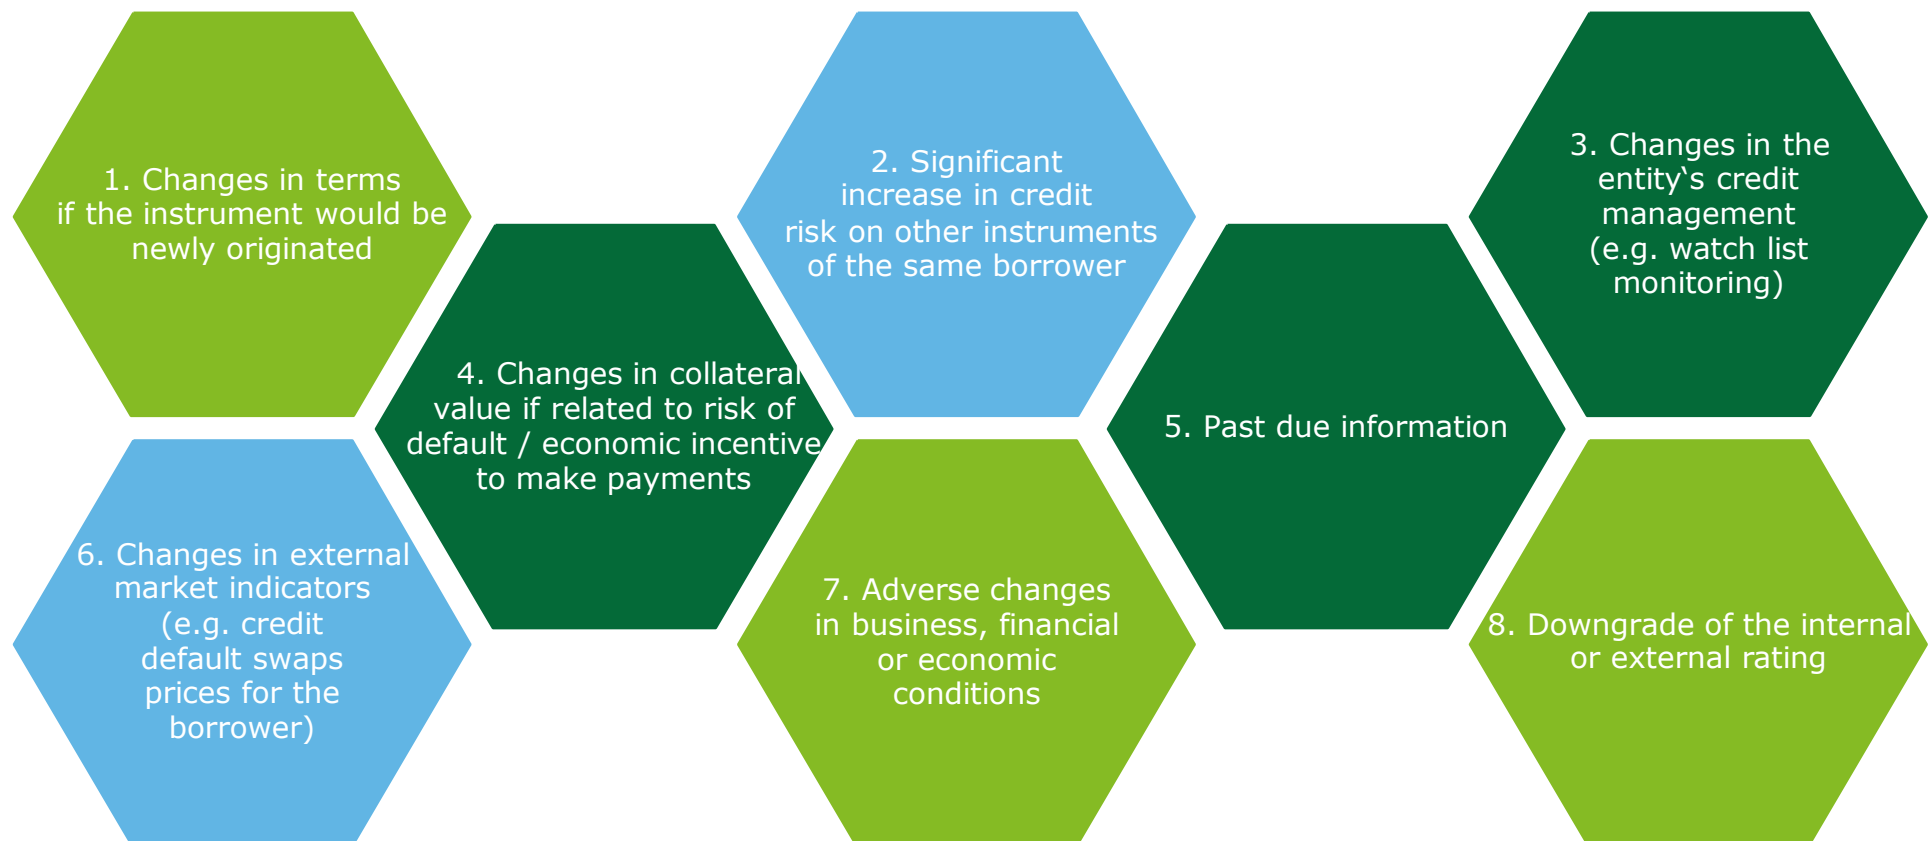 1. Changes in terms
if the instrument would be
newly originated
2. Significant
increase in credit
risk on other instruments
of the same borrower
3. Changes in the
entity‘s credit
management
(e.g. watch list
monitoring)
4. Changes in collateral
value if related to risk of
default / economic incentive
to make payments
5. Past due information
6. Changes in external
market indicators
(e.g. credit
default swaps
prices for the
borrower)
7. Adverse changes
in business, financial
or economic
conditions
8. Downgrade of the internal
or external rating